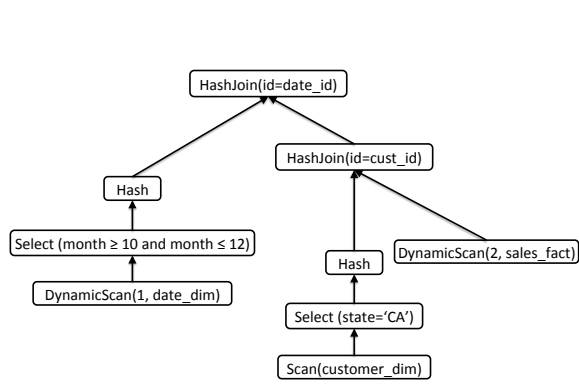 HashJoin(id=date_id)
HashJoin(id=cust_id)
Hash
Select (month ≥ 10 and month ≤ 12)
DynamicScan(2, sales_fact)
Hash
DynamicScan(1, date_dim)
Select (state=‘CA’)
Scan(customer_dim)